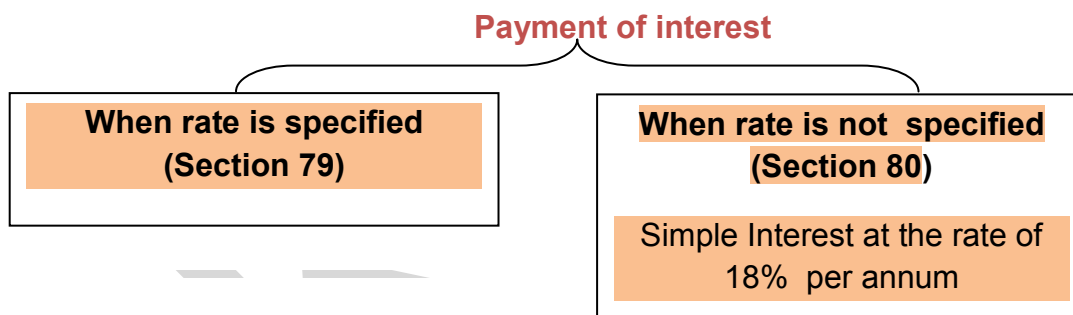 Payment of interest
When rate is specified
(Section 79)
When rate is not specified
(Section 80)
Simple Interest at the rate of
18% per annum